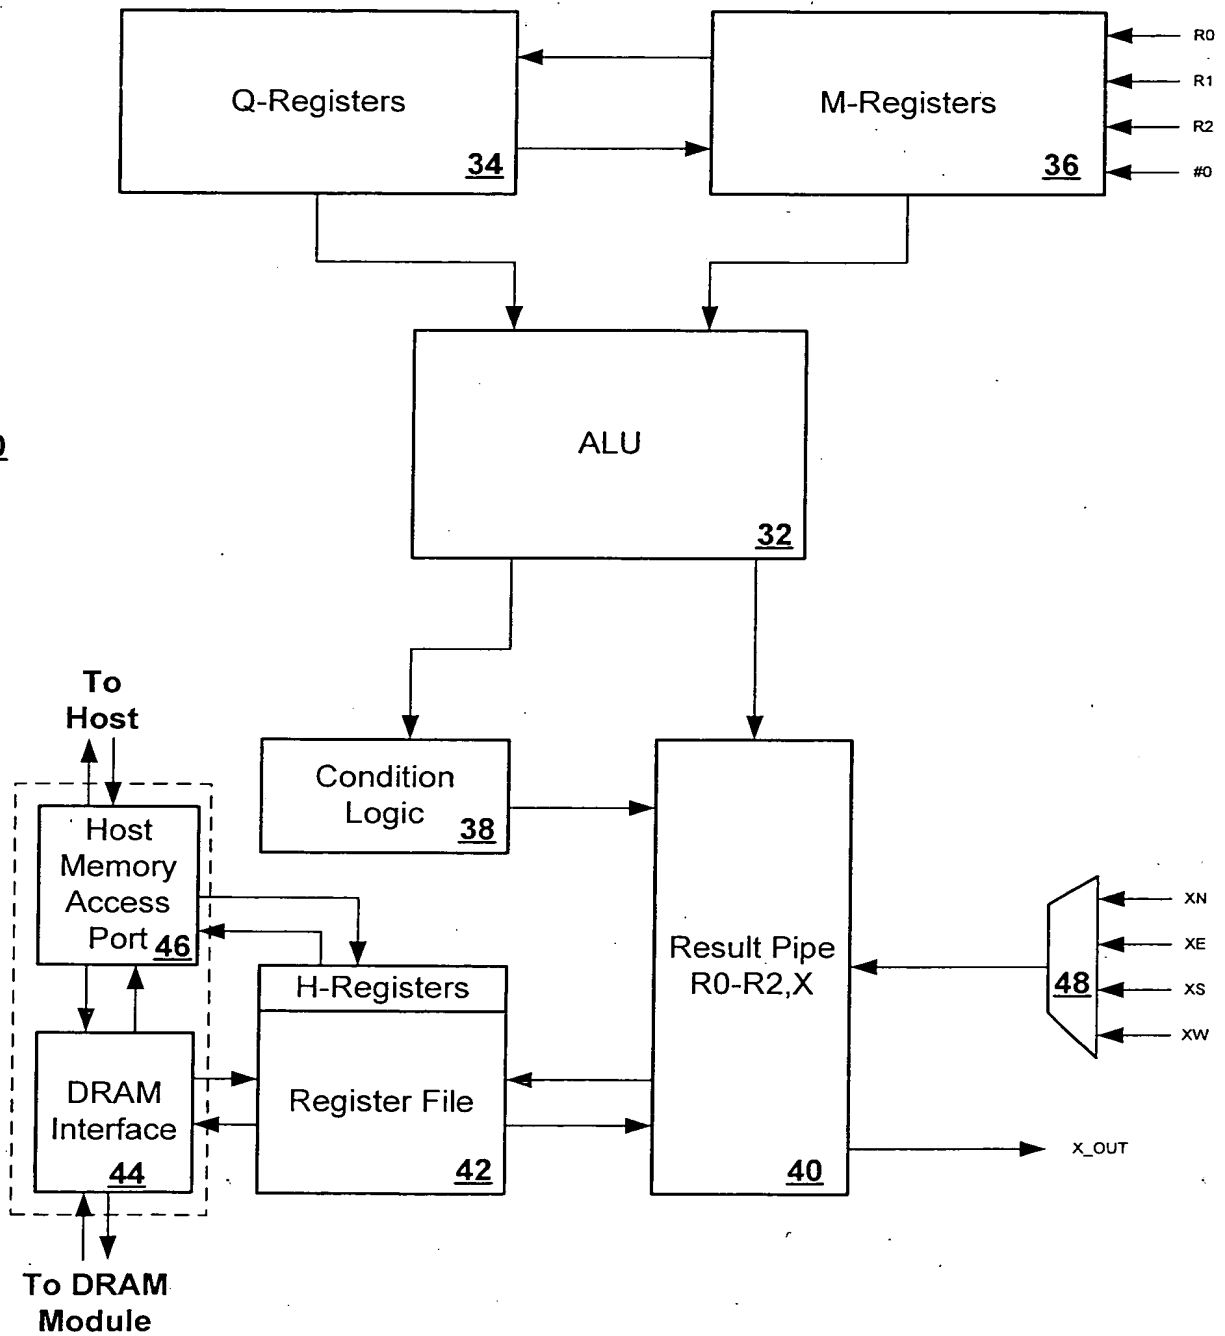 Q-Registers
34
M-Registers
36
R0
R1
R2
#0
ALU
32
To
Host
Condition
Logic
38
Host
Memory
Access
Port
46
H-Registers
Register File
42
DRAM
Interface
44
Result Pipe
R0-R2,X
40
48
XN
XE
XS
XW
X_OUT
To DRAM
Module